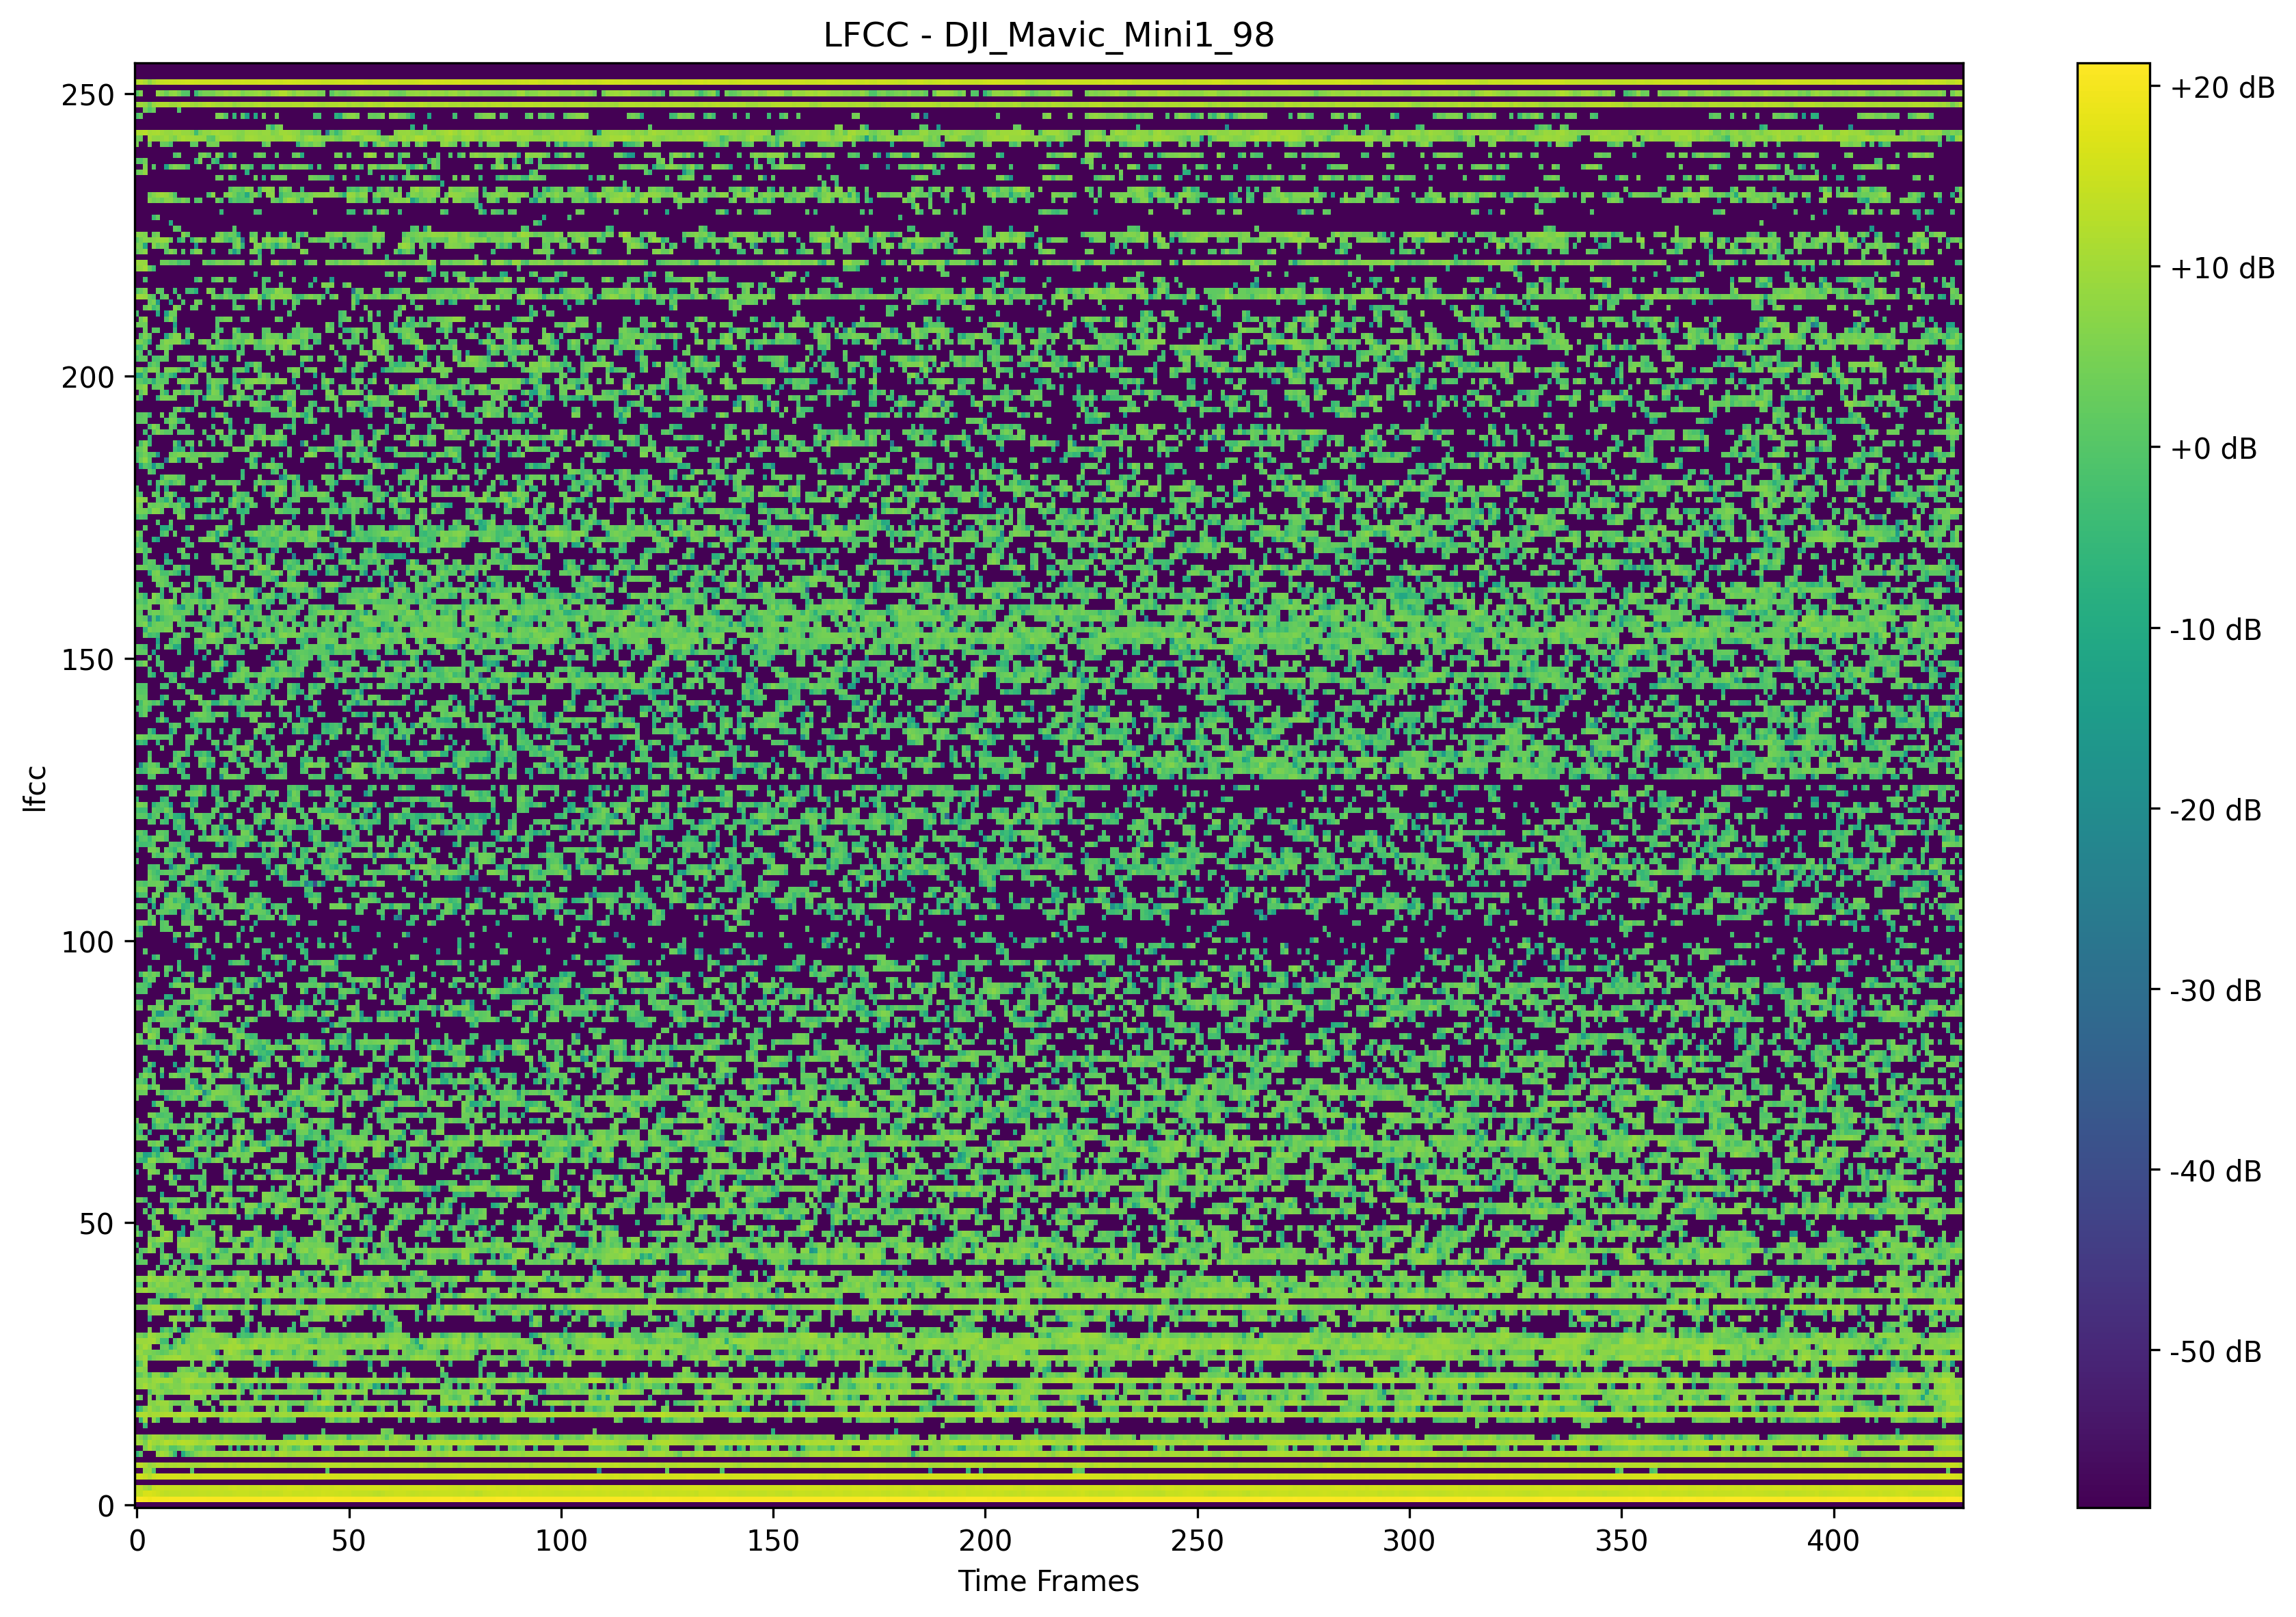 LFCC - DJI_Mavic_Mini1_98
250
200
150
100
50
0
lfcc
0 50 100 150 200 250 300 350 400
Time Frames
+20 dB
+10 dB
+0 dB
-10 dB
-20 dB
-30 dB
-40 dB
-50 dB